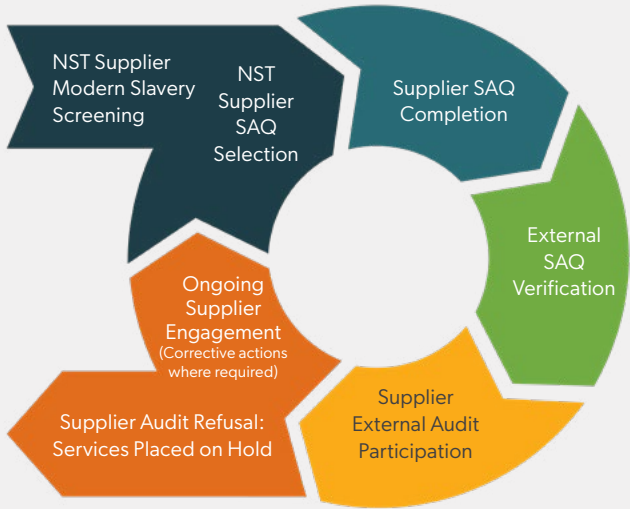 NST Supplier
Modern Slavery
Screening
NST
Supplier
SAQ
Selection
Supplier SAQ
Completion
External
SAQ
Verification
Supplier
External Audit
Participation
Ongoing
Supplier
Engagement
(Corrective actions
where required)
Supplier Audit Refusal:
Services Placed on Hold